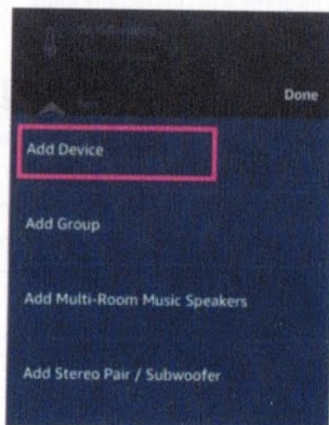 Done
Add Device
Add Group
Add Multi-Room Music Speakers
Add Stereo Pair / Subwoofer